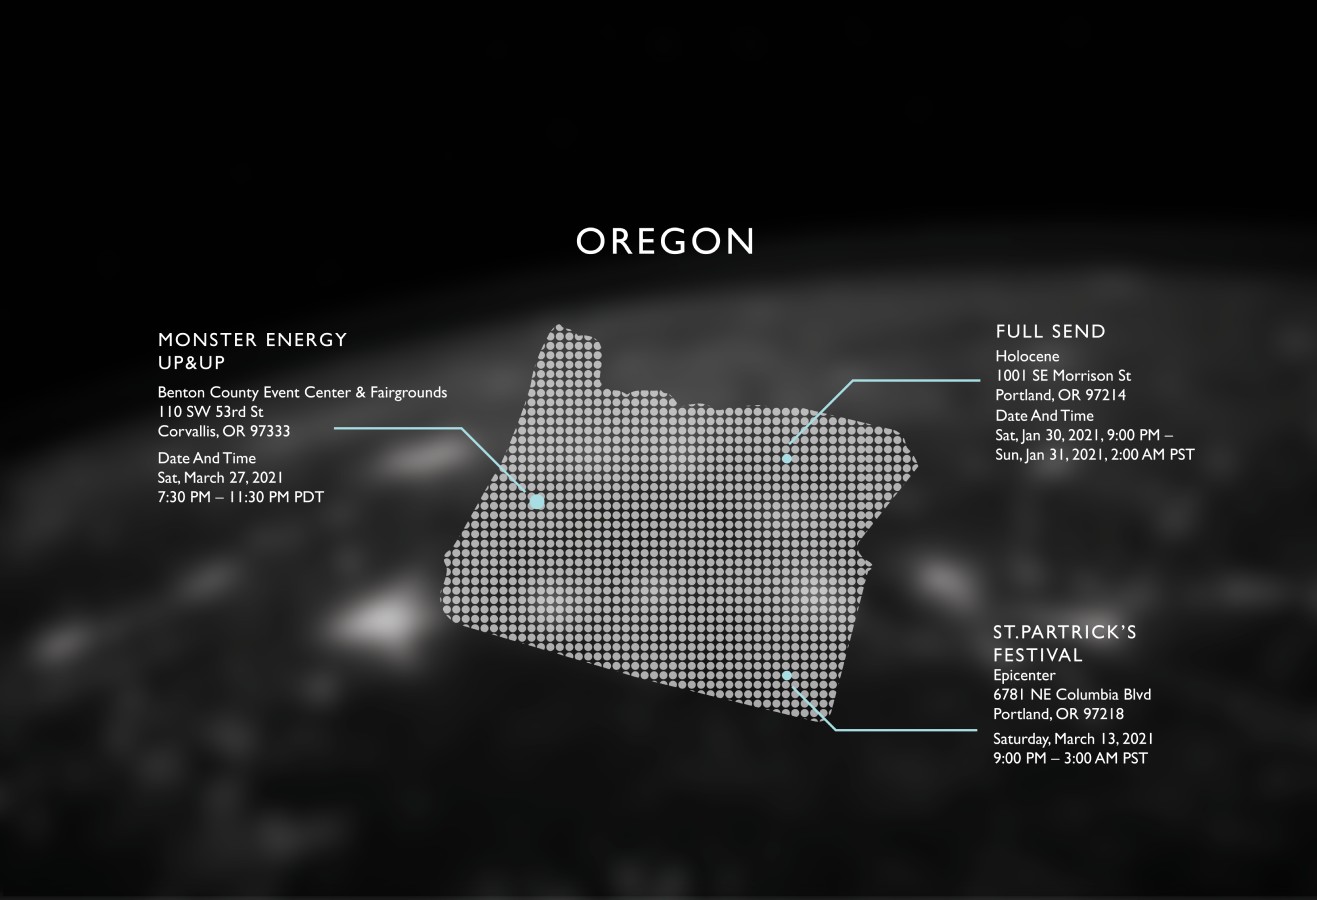 OREGON
MONSTER ENERGY
UP&UP
Benton County Event Center & Fairgrounds
110 SW 53rd St
Corvallis, OR 97333
Date And Time
Sat, March 27, 2021
7:30 PM – 11:30 PM PDT
FULL SEND
Holocene
1001 SE Morrison St
Portland, OR 97214
Date And Time
Sat, Jan 30, 2021, 9:00 PM –
Sun, Jan 31, 2021, 2:00 AM PST
ST.PARTRICK’S
FESTIVAL
Epicenter
6781 NE Columbia Blvd
Portland, OR 97218
Saturday, March 13, 2021
9:00 PM – 3:00 AM PST